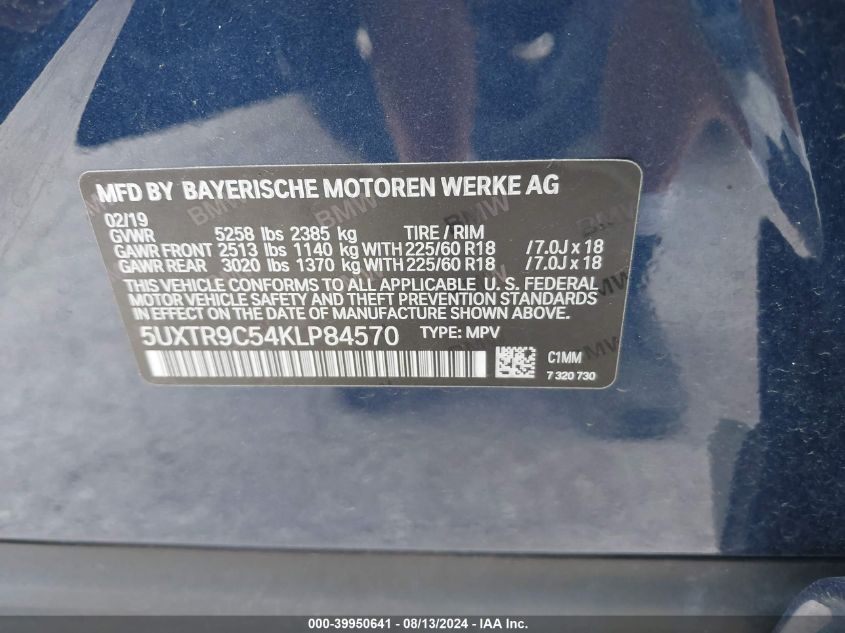 MFD BY BAYERISCHE MOTOREN WERKE AG
02/19
GVWR 5258 lbs 2385 kg TIRE / RIM
GAWR FRONT 2513 lbs 1140 kg WITH 225/60 R18 / 7.0J x 18
GAWR REAR 3020 lbs 1370 kg WITH 225/60 R18 / 7.0J x 18
THIS VEHICLE CONFORMS TO ALL APPLICABLE U. S. FEDERAL
MOTOR VEHICLE SAFETY AND THEFT PREVENTION STANDARDS
IN EFFECT ON THE DATE OF MANUFACTURE SHOWN ABOVE.
5UXTR9C54KLP84570 TYPE: MPV
C1MM
7 320 730
000-39950641 - 08/13/2024 - IAA Inc.